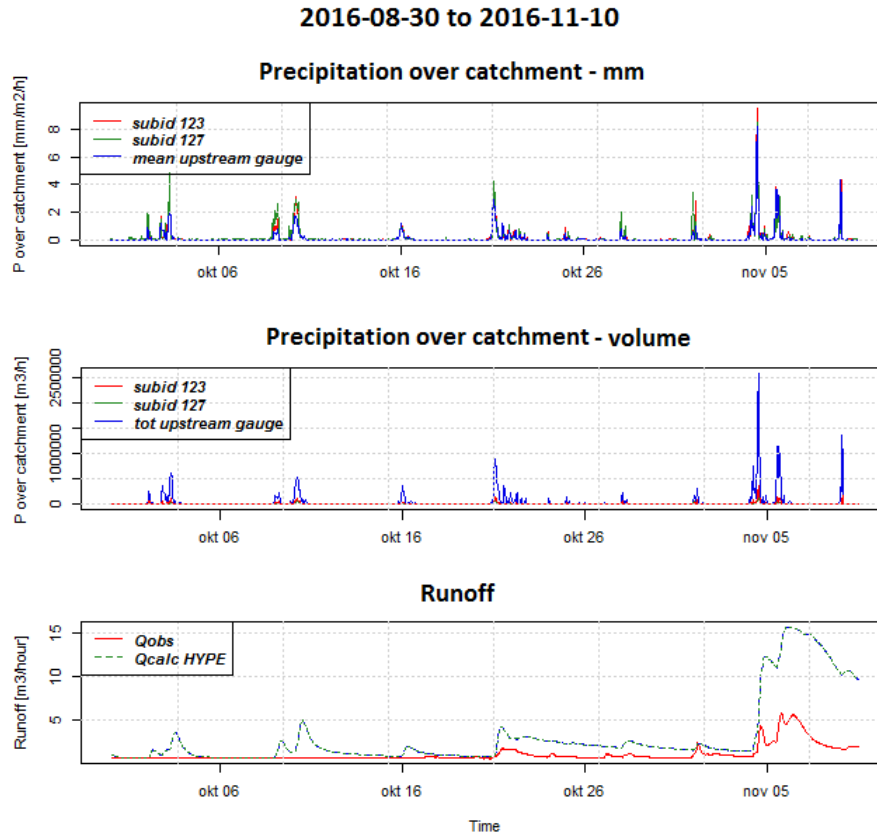 2016-08-30 to 2016-11-10
Precipitation over catchment - mm
P over catchment [mm/m2/h]
8
6
4
2
0
subid 123
subid 127
mean upstream gauge
okt 06
okt 16
okt 26
nov 05
Precipitation over catchment - volume
P over catchment [m3/h]
2500000
1000000
0
subid 123
subid 127
tot upstream gauge
okt 06
okt 16
okt 26
nov 05
Runoff
Runoff [m3/hour]
15
10
5
Qobs
Qcalc HYPE
okt 06
okt 16
okt 26
nov 05
Time